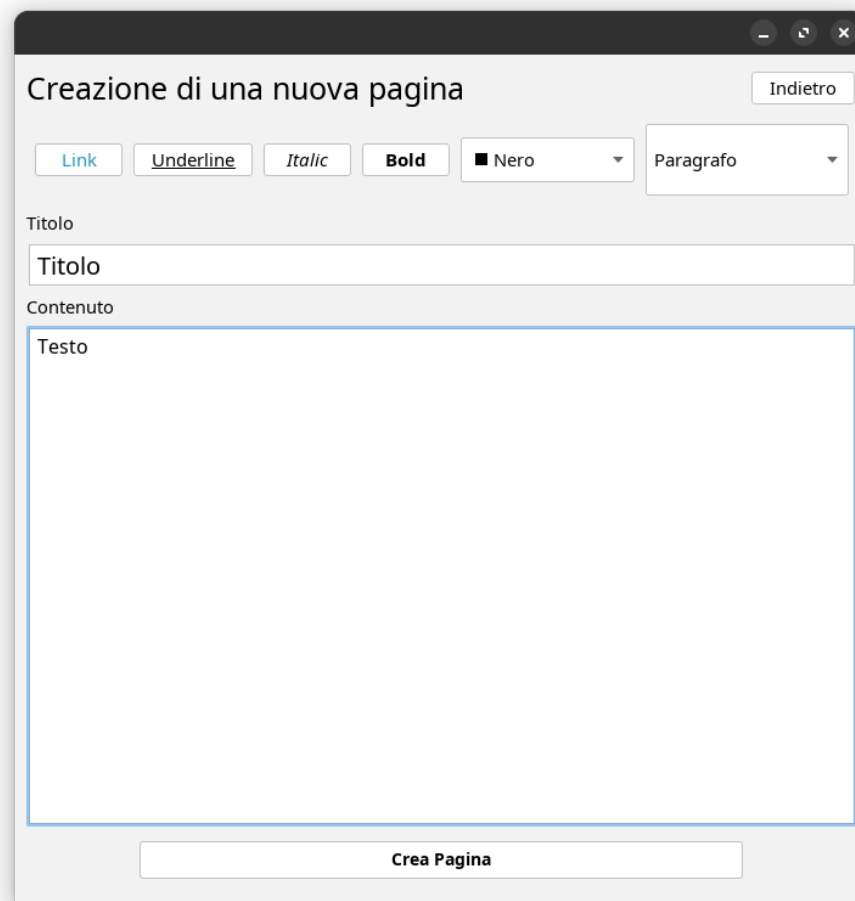 Creazione di una nuova pagina
Indietro
Link Underline Italic Bold Nero Paragrafo
Titolo
Titolo
Contenuto
Testo
Crea Pagina